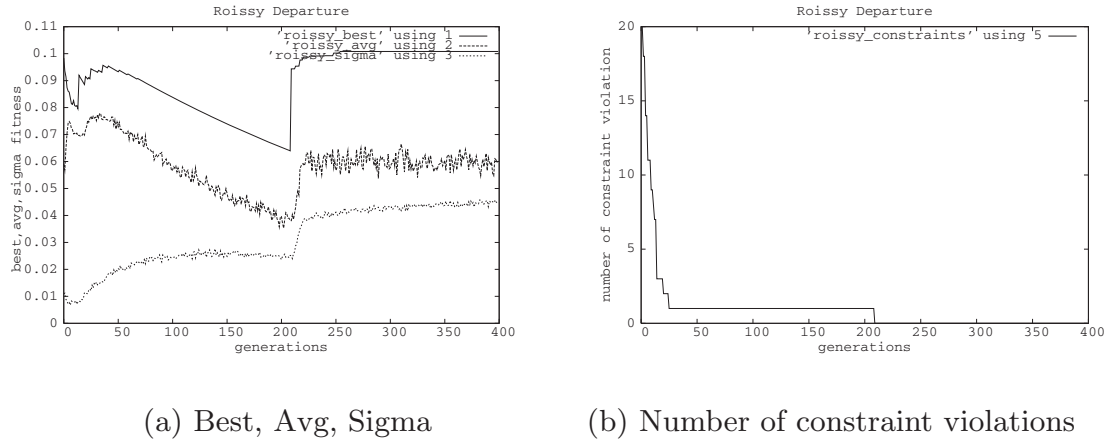 Roissy Departure
'roissy_best' using 1
'roissy_avg' using 2
'roissy_sigma' using 3
best,avg,sigma fitness
0.11
0.1
0.09
0.08
0.07
0.06
0.05
0.04
0.03
0.02
0.01
0
0 50 100 150 200 250 300 350 400
generations
(a) Best, Avg, Sigma
Roissy Departure
'roissy_constraints' using 5
number of constraint violation
20
15
10
5
0
0 50 100 150 200 250 300 350 400
generations
(b) Number of constraint violations